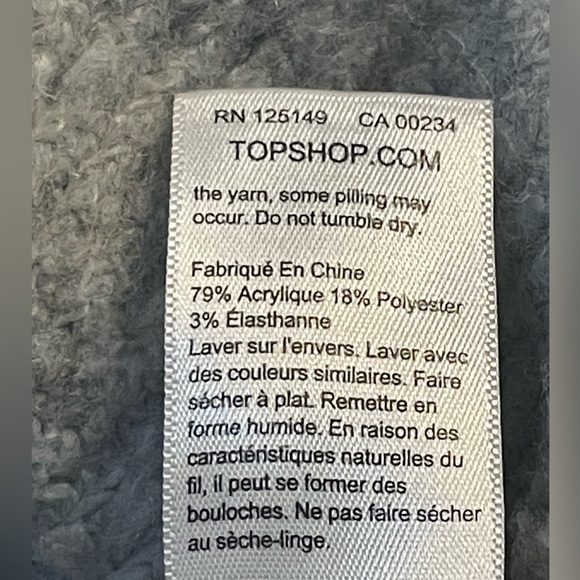 RN 125149 CA 00234
TOPSHOP.COM
the yarn, some pilling may
occur. Do not tumble dry.
Fabriqué En Chine
79% Acrylique 18% Polyester
3% Élasthanne
Laver sur l'envers. Laver avec
des couleurs similaires. Faire
sécher à plat. Remettre en
forme humide. En raison des
caractéristiques naturelles du
fil, il peut se former des
bouloches. Ne pas faire sécher
au sèche-linge.